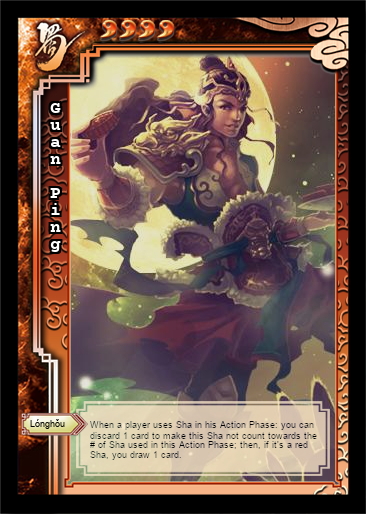 蜀
Guan Ping
Lónghǒu
When a player uses Sha in his Action Phase: you can
discard 1 card to make this Sha not count towards the
# of Sha used in this Action Phase; then, if it's a red
Sha, you draw 1 card.